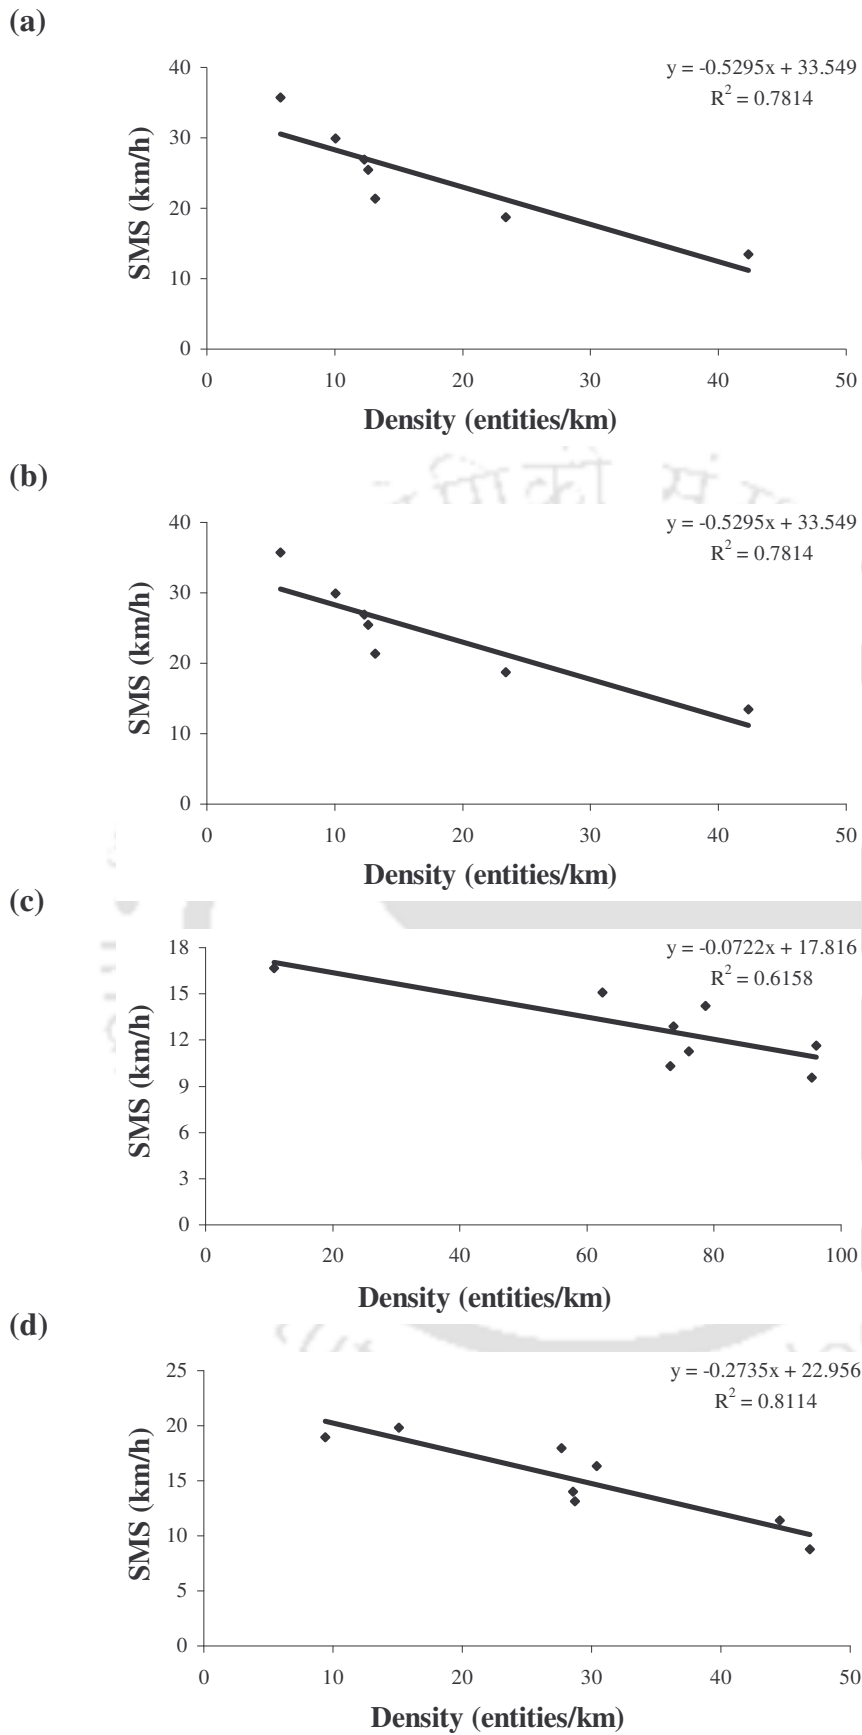 (a)
y = -0.5295x + 33.549
R² = 0.7814
40
30
20
10
0
SMS (km/h)
0 10 20 30 40 50
Density (entities/km)
(b)
y = -0.5295x + 33.549
R² = 0.7814
40
30
20
10
0
SMS (km/h)
0 10 20 30 40 50
Density (entities/km)
(c)
y = -0.0722x + 17.816
R² = 0.6158
18
15
12
9
6
3
0
SMS (km/h)
0 20 40 60 80 100
Density (entities/km)
(d)
y = -0.2735x + 22.956
R² = 0.8114
25
20
15
10
5
0
SMS (km/h)
0 10 20 30 40 50
Density (entities/km)